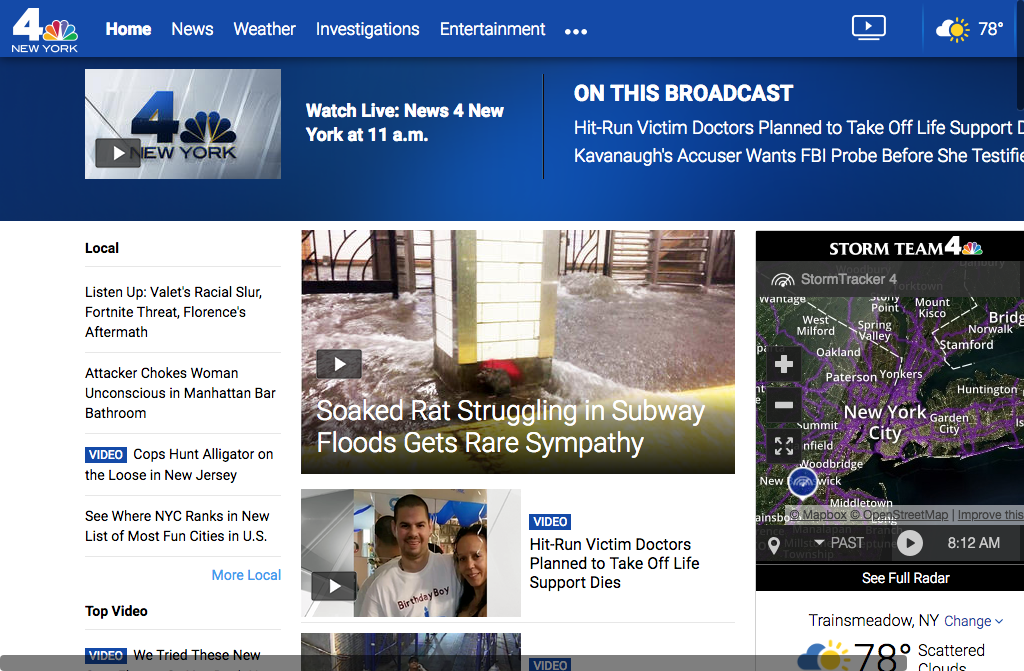 4
NEW YORK
Home News Weather Investigations Entertainment
78°
4
NEW YORK
Watch Live: News 4 New
York at 11 a.m.
ON THIS BROADCAST
Hit-Run Victim Doctors Planned to Take Off Life Support D
Kavanaugh's Accuser Wants FBI Probe Before She Testifie
Local
Listen Up: Valet's Racial Slur,
Fortnite Threat, Florence's
Aftermath
Attacker Chokes Woman
Unconscious in Manhattan Bar
Bathroom
VIDEO Cops Hunt Alligator on
the Loose in New Jersey
See Where NYC Ranks in New
List of Most Fun Cities in U.S.
More Local
Top Video
VIDEO We Tried These New
Soaked Rat Struggling in Subway
Floods Gets Rare Sympathy
BirthdayBoy
VIDEO
Hit-Run Victim Doctors
Planned to Take Off Life
Support Dies
VIDEO
STORM TEAM 4
Danbury
StormTracker 4
Yorktown
Wantage
Stony
Point
Mount
Kisco
Bridg
West
Milford
Spring
Valley
Norwalk
Stamford
Oakland
Paterson Yonkers
Huntington
New York
City
Garden
City
Summit
nfield
Woodbridge
New wick
Middletown
ainsbo Long
© Mapbox © OpenStreetMap | Improve this
Manalapan
Millst
Township
PAST
8:12 AM
See Full Radar
Trainsmeadow, NY Change
78° Scattered
Clouds